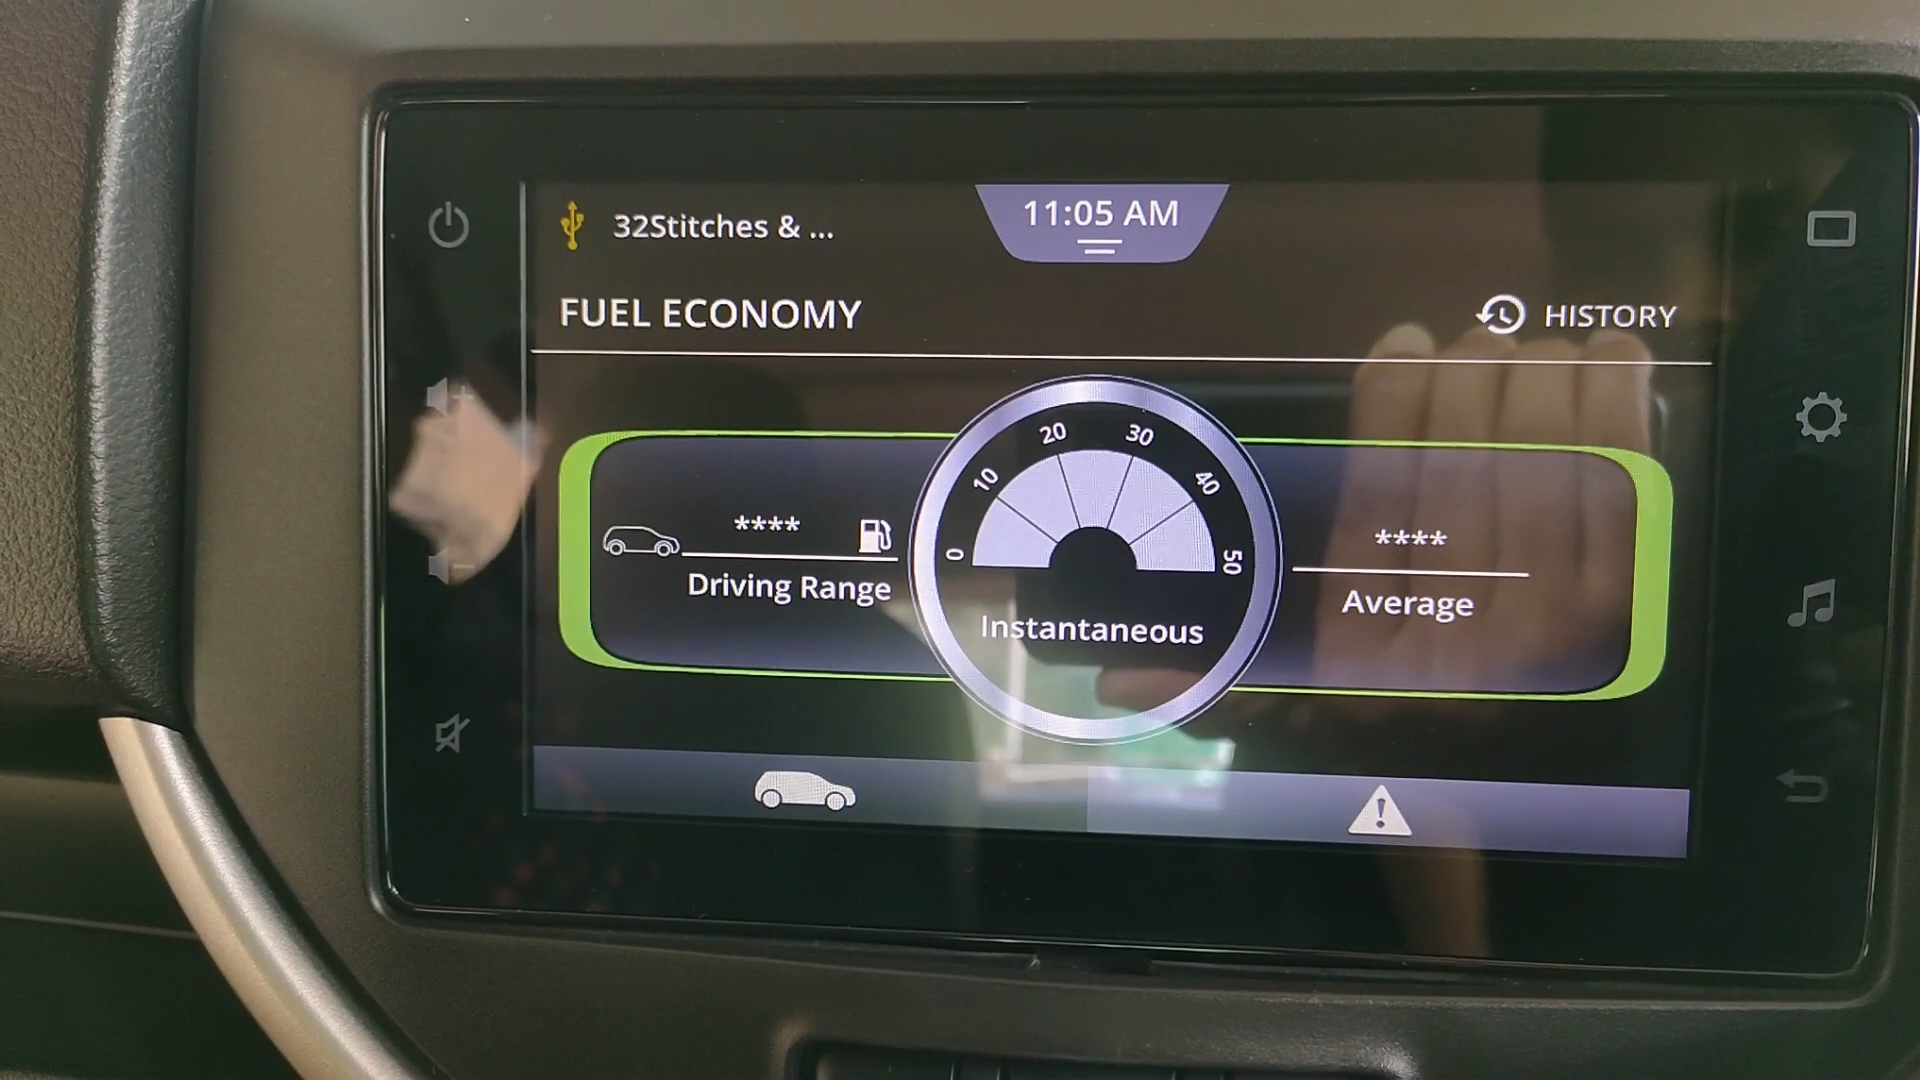 32Stitches & ...
11:05 AM
FUEL ECONOMY
HISTORY
0 10 20 30 40 50
****
Driving Range
Instantaneous
****
Average